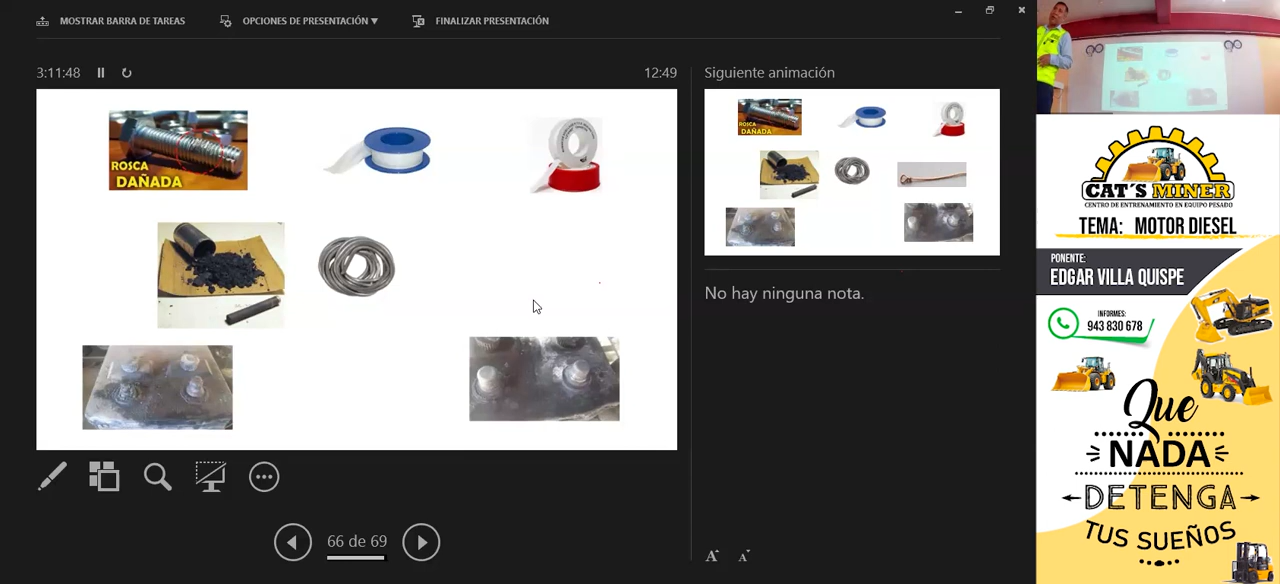 MOSTRAR BARRA DE TAREAS
OPCIONES DE PRESENTACIÓN ▼
FINALIZAR PRESENTACIÓN
3:11:48
12:49
Siguiente animación
ROSCA
DAÑADA
ROSCA
DAÑADA
No hay ninguna nota.
66 de 69
A
A
CAT´S MINER
CENTRO DE ENTRENAMIENTO EN EQUIPO PESADO
TEMA: MOTOR DIESEL
PONENTE:
EDGAR VILLA QUISPE
INFORMES:
943 830 678
Que
NADA
DETENGA
TUS SUEÑOS